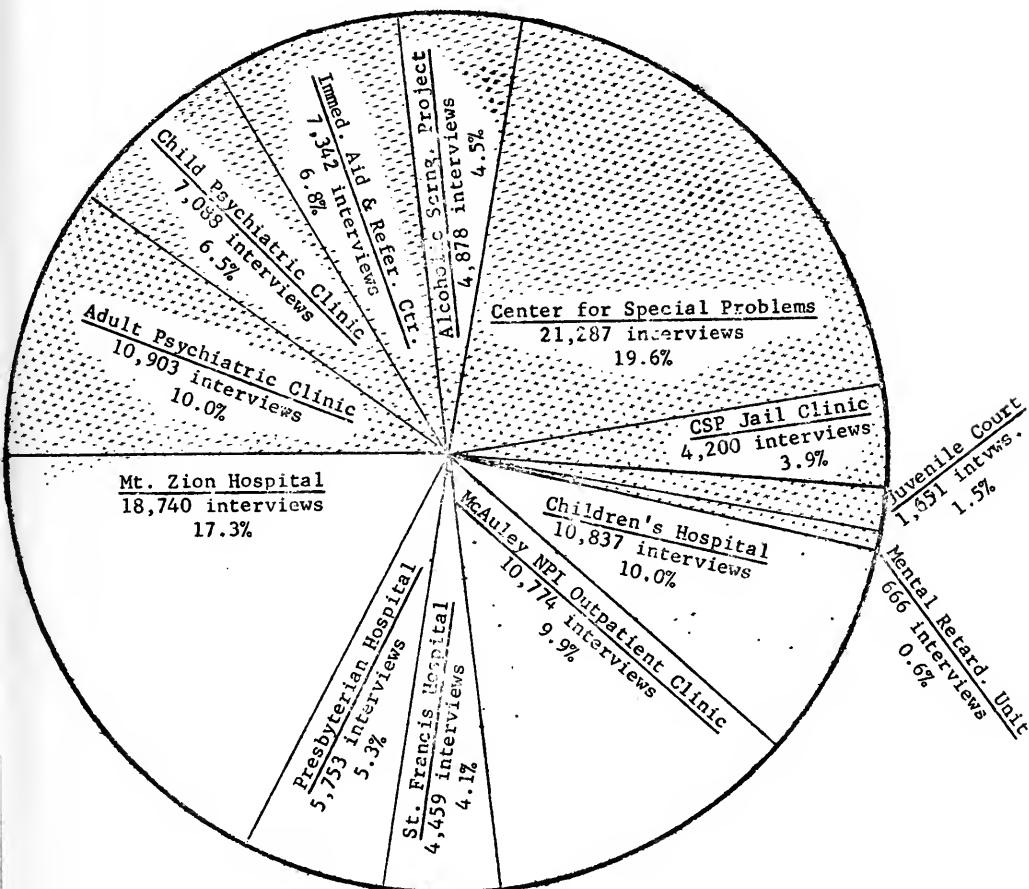 Alcoholic Scrng. Project
4,878 interviews
4.5%
Immed. Aid & Refer. Ctr.
7,342 interviews
6.8%
Child Psychiatric Clinic
7,088 interviews
6.5%
Adult Psychiatric Clinic
10,903 interviews
10.0%
Center for Special Problems
21,287 interviews
19.6%
CSP Jail Clinic
4,200 interviews
3.9%
Juvenile Court
1,651 intvws.
1.5%
Mental Retard. Unit
666 interviews
0.6%
Children's Hospital
10,837 interviews
10.0%
McAuley NPI Outpatient Clinic
10,774 interviews
9.9%
St. Francis Hospital
4,459 interviews
4.1%
Presbyterian Hospital
5,753 interviews
5.3%
Mt. Zion Hospital
18,740 interviews
17.3%